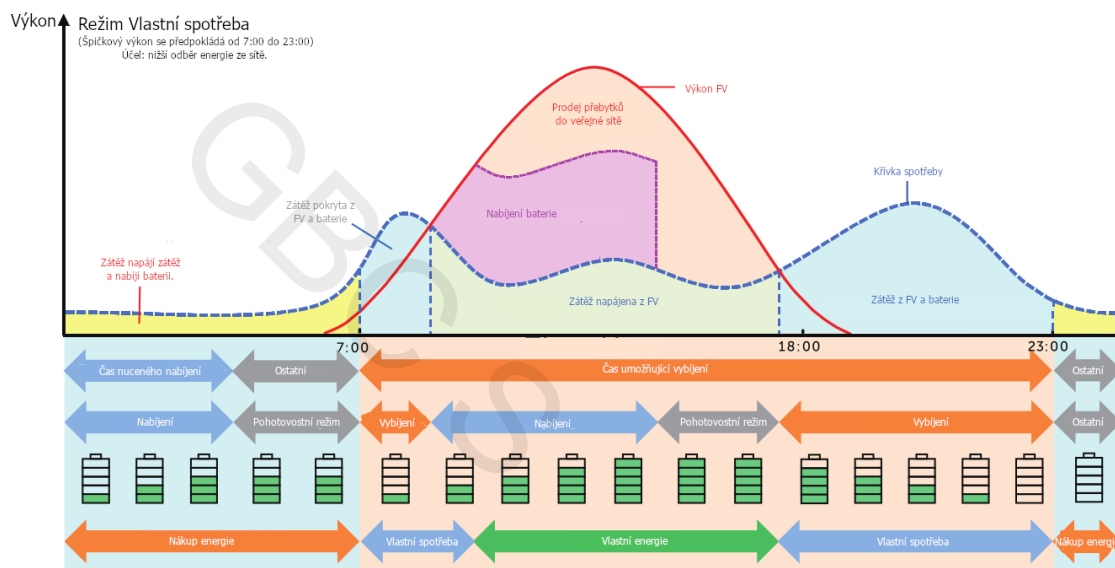 Výkon
Režim Vlastní spotřeba
(Špičkový výkon se předpokládá od 7:00 do 23:00)
Účel: nižší odběr energie ze sítě.
Výkon FV
Prodej přebytků
do veřejné sítě
Křívka spotřeby
Zátěž pokryta z
FV a baterie
Nabíjení baterie
Zátěž napájí zátěž
a nabíjí baterii.
Zátěž napájena z FV
Zátěž z FV a baterie
7:00
18:00
23:00
Čas nuceného nabíjení
Ostatní
Čas umožňující vybíjení
Ostatní
Nabíjení
Pohotovostní režim
Vybíjení
Nabíjení
Pohotovostní režim
Vybíjení
Ostatní
Nákup energie
Vlastní spotřeba
Vlastní energie
Vlastní spotřeba
Nákup energie
GBCS